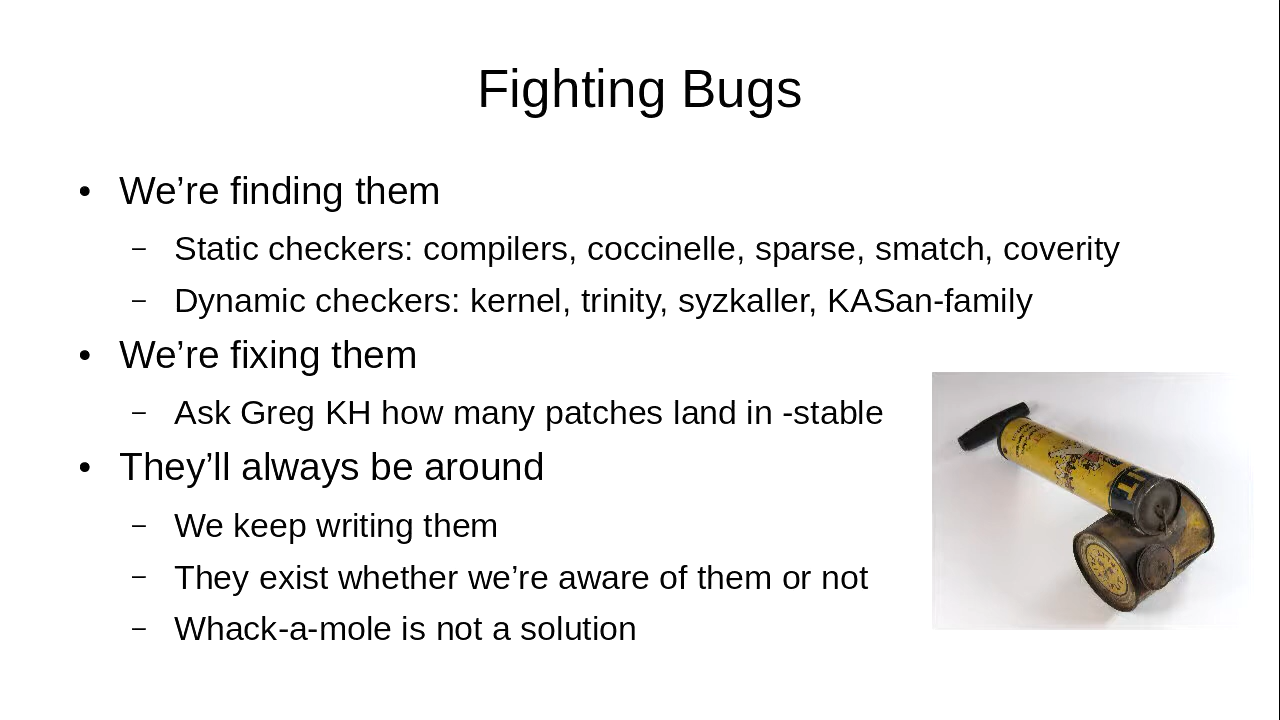 Fighting Bugs
• We’re finding them
– Static checkers: compilers, coccinelle, sparse, smatch, coverity
– Dynamic checkers: kernel, trinity, syzkaller, KASan-family
• We’re fixing them
– Ask Greg KH how many patches land in -stable
• They’ll always be around
– We keep writing them
– They exist whether we’re aware of them or not
– Whack-a-mole is not a solution